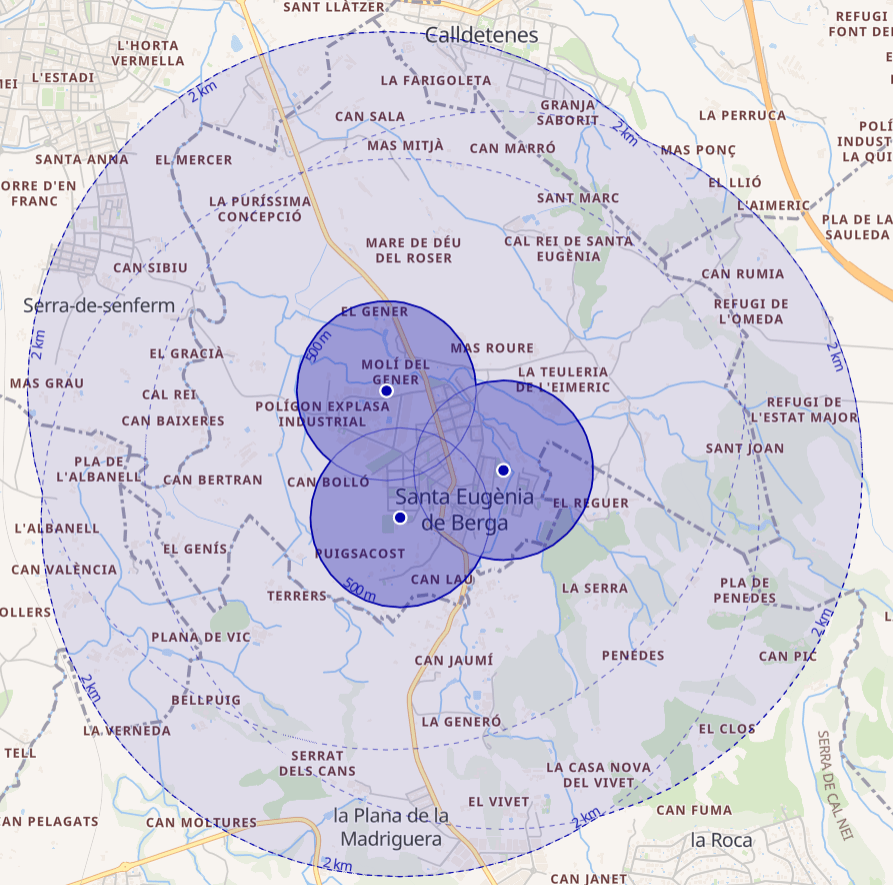 SANT LLÀTZER
Calldetenes
REFUGI
FONT DE
L'HORTA
VERMELLA
L'ESTADI
LA FARIGOLETA
2 km
GRANJA
SABORIT
CAN SALA
LA PERRUCA
2 km
POLÍ
INDUST
LA QUI
MAS MITJÀ
CAN MARRÓ
MAS PONÇ
SANTA ANNA
EL MERCER
EL LLIÓ
ORRE D'EN
FRANC
LA PURÍSSIMA
CONCEPCIÓ
SANT MARC
L'AIMERIC
PLA DE LA
SAULEDA
MARE DE DÉU
DEL ROSER
CAL REI DE SANTA
EUGÈNIA
CAN SIBIU
CAN RUMIA
Serra-de-senferm
EL GENER
REFUGI DE
L'OMEDA
2 km
500 m
MAS ROURE
2 km
EL GRACIÀ
MOLÍ DEL
GENER
LA TEULERIA
DE L'EIMERIC
MAS GRAU
CAL REI
CAN BAIXERES
POLÍGON EXPLASA
INDUSTRIAL
REFUGI DE
L'ESTAT MAJOR
SANT JOAN
PLA DE
L'ALBANELL
CAN BERTRAN
CAN BOLLÓ
Santa Eugènia
de Berga
EL REGUER
L'ALBANELL
EL GENÍS
PUIGSACOST
CAN VALÈNCIA
CAN LAU
500 m
TERRERS
LA SERRA
PLA DE
PENEDES
OLLERS
2 km
PLANA DE VIC
CAN JAUMÍ
PENEDES
CAN PIC
2 km
BELLPUIG
LA GENERÓ
LA VERNEDA
EL CLOS
TELL
SERRAT
DELS CANS
LA CASA NOVA
DEL VIVET
SERRA DE CAL NEI
EL VIVET
CAN FUMA
2 km
AN PELAGATS
CAN MOLTURES
la Plana de la
Madriguera
la Roca
2 km
CAN JANET